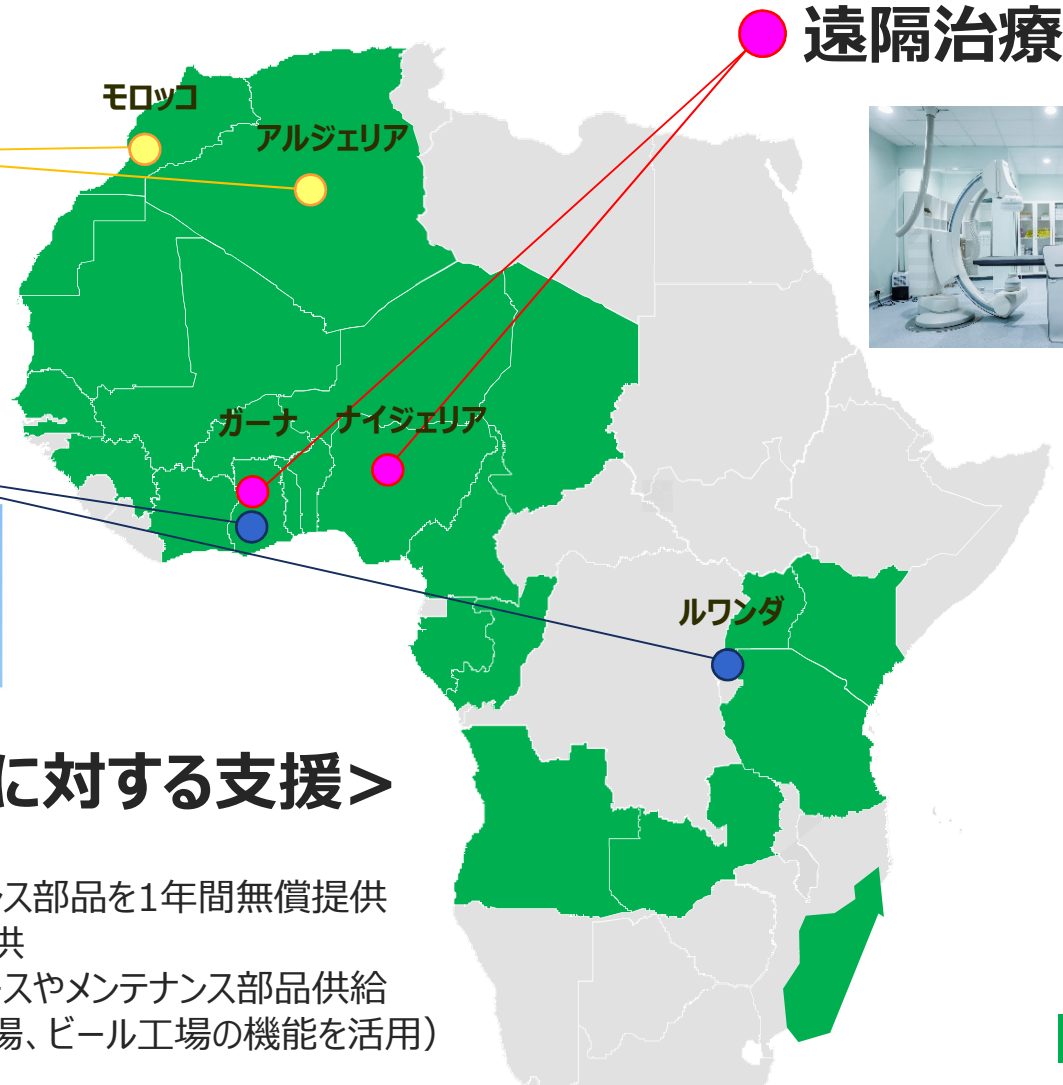 遠隔治療
モロッコ
アルジェリア
ガーナ
ナイジェリア
ルワンダ
に対する支援>
ス部品を1年間無償提供
供
スやメンテナンス部品供給
場、ビール工場の機能を活用)